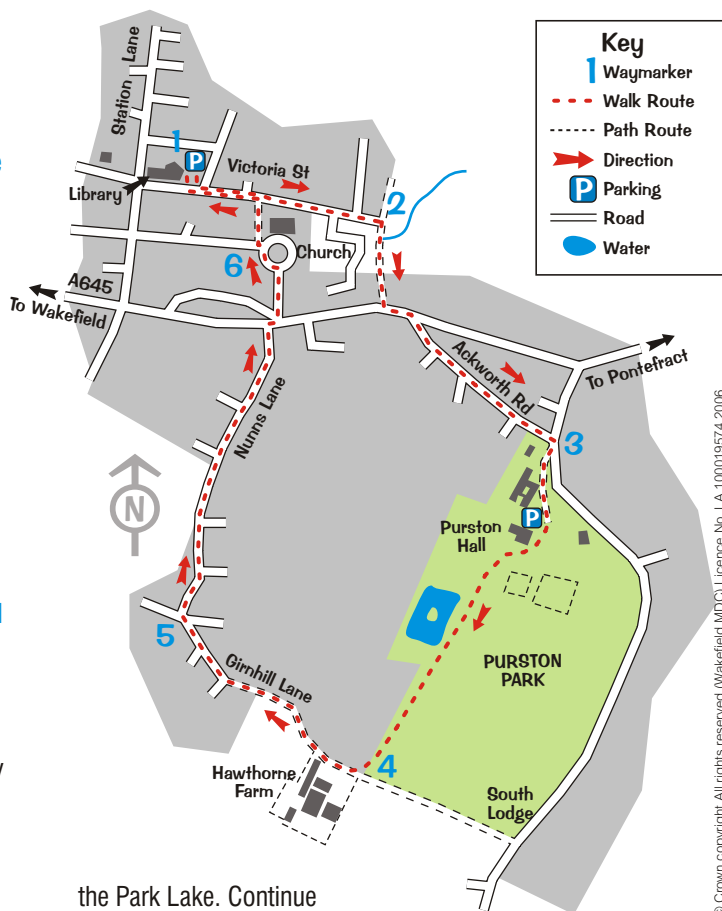 Key
1 Waymarker
Walk Route
Path Route
Direction
P Parking
Road
Water
Station Lane
1
P
Victoria St
Library
2
Church
6
A645
To Wakefield
Ackworth Rd
To Pontefract
Nunns Lane
3
N
P
Purston
Hall
5
PURSTON
PARK
Girnhill Lane
4
Hawthorne
Farm
South
Lodge
the Park Lake. Continue
© Crown copyright. All rights reserved (Wakefield MDC) Licence No. LA 100019574 2006